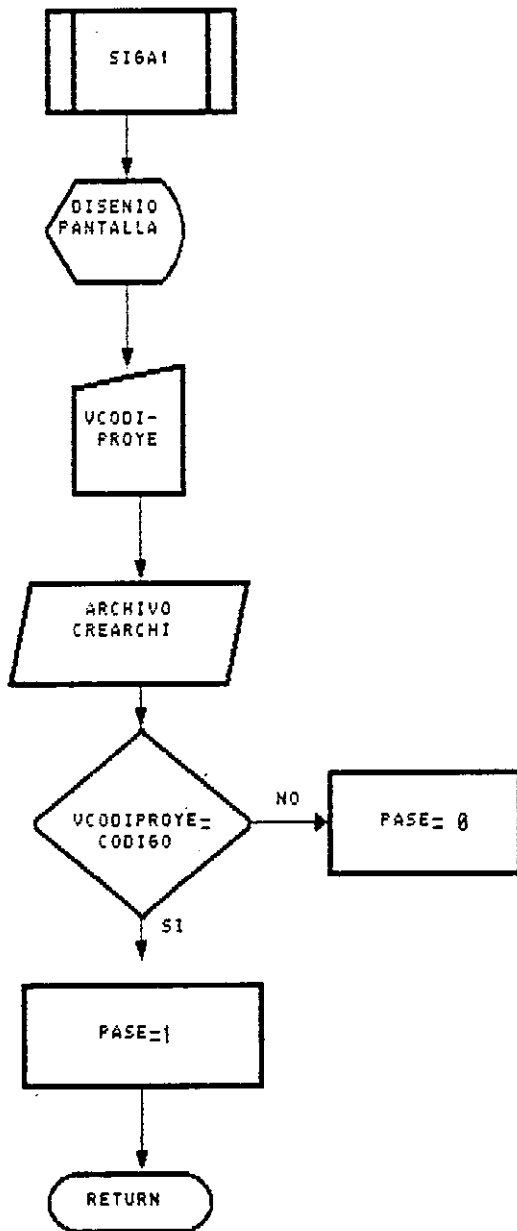 SIGA1
DISENIO
PANTALLA
VCODI-
PROYE
ARCHIVO
CREARCHI
VCODIPROYE=
CODIGO
NO
PASE= 0
SI
PASE=1
RETURN